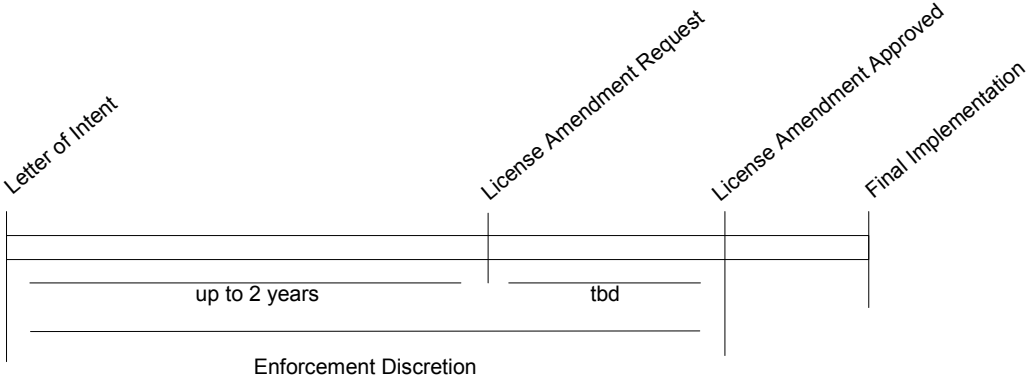 Letter of Intent
License Amendment Request
License Amendment Approved
Final Implementation
up to 2 years
tbd
Enforcement Discretion